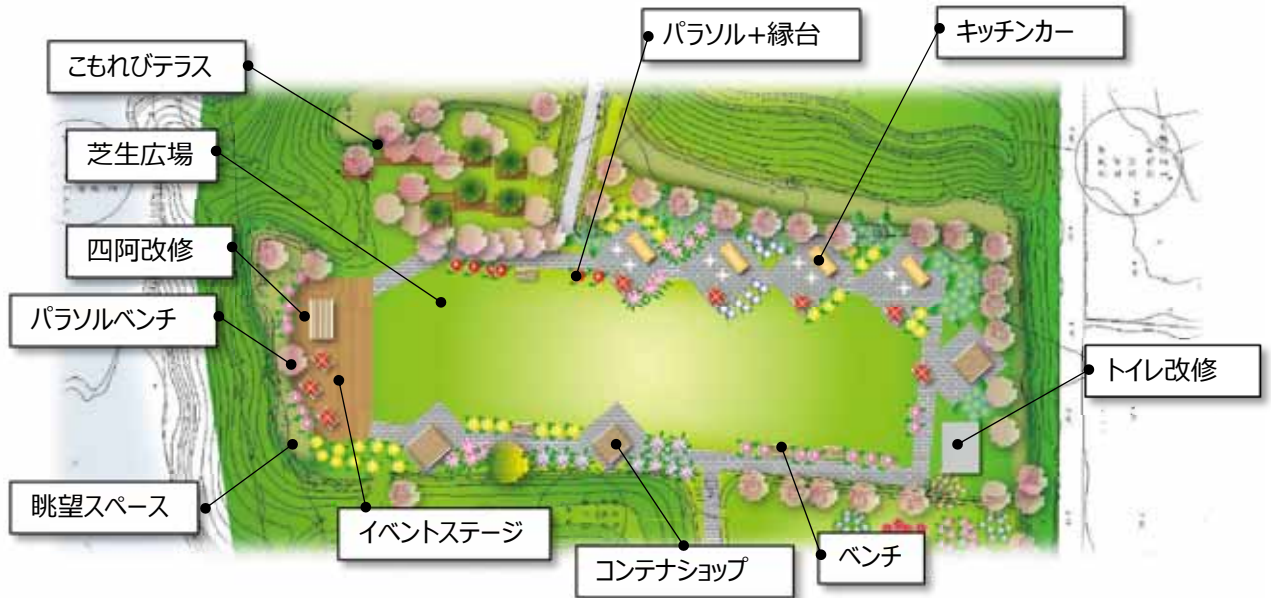 パラソル+縁台
キッチンカー
こもれびテラス
芝生広場
四阿改修
パラソルベンチ
トイレ改修
眺望スペース
イベントステージ
コンテナショップ
ベンチ